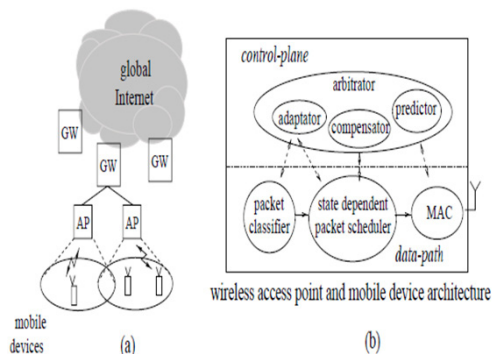 global
Internet
GW
GW
GW
AP
AP
mobile
devices
(a)
control-plane
arbitrator
adaptator
compensator
predictor
packet
classifier
state dependent
packet scheduler
MAC
data-path
wireless access point and mobile device architecture
(b)